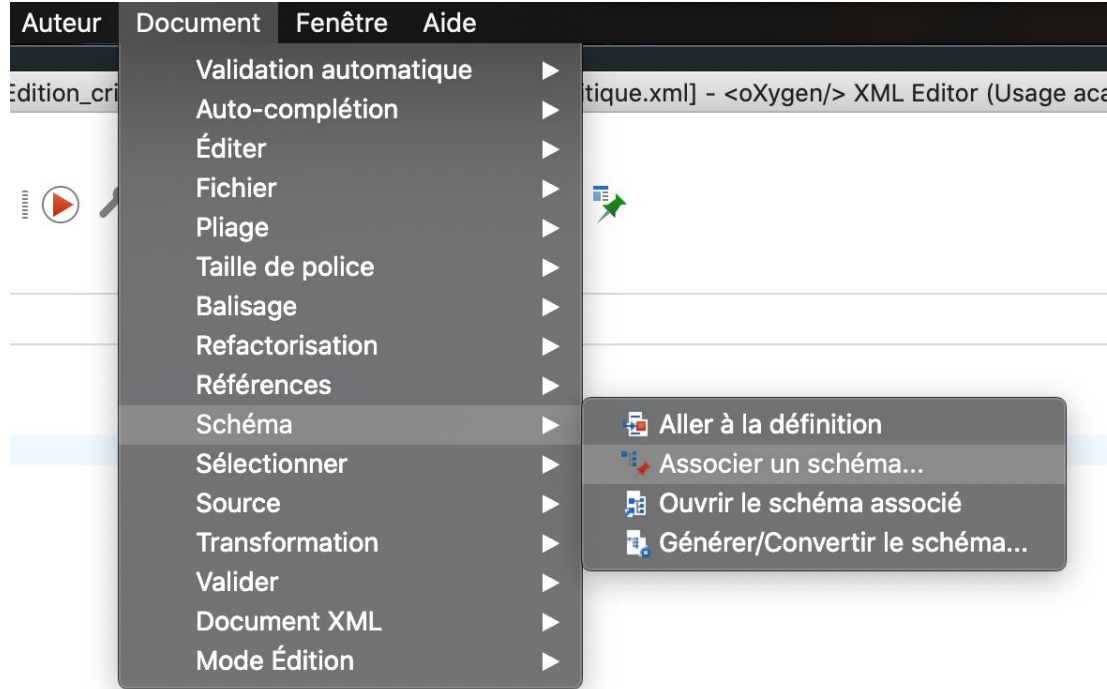 Auteur Document Fenêtre Aide
Edition_cri tique.xml] - <oXygen/> XML Editor (Usage aca
Validation automatique
Auto-complétion
Éditer
Fichier
Pliage
Taille de police
Balisage
Refactorisation
Références
Schéma
Sélectionner
Source
Transformation
Valider
Document XML
Mode Édition
Aller à la définition
Associer un schéma...
Ouvrir le schéma associé
Générer/Convertir le schéma...